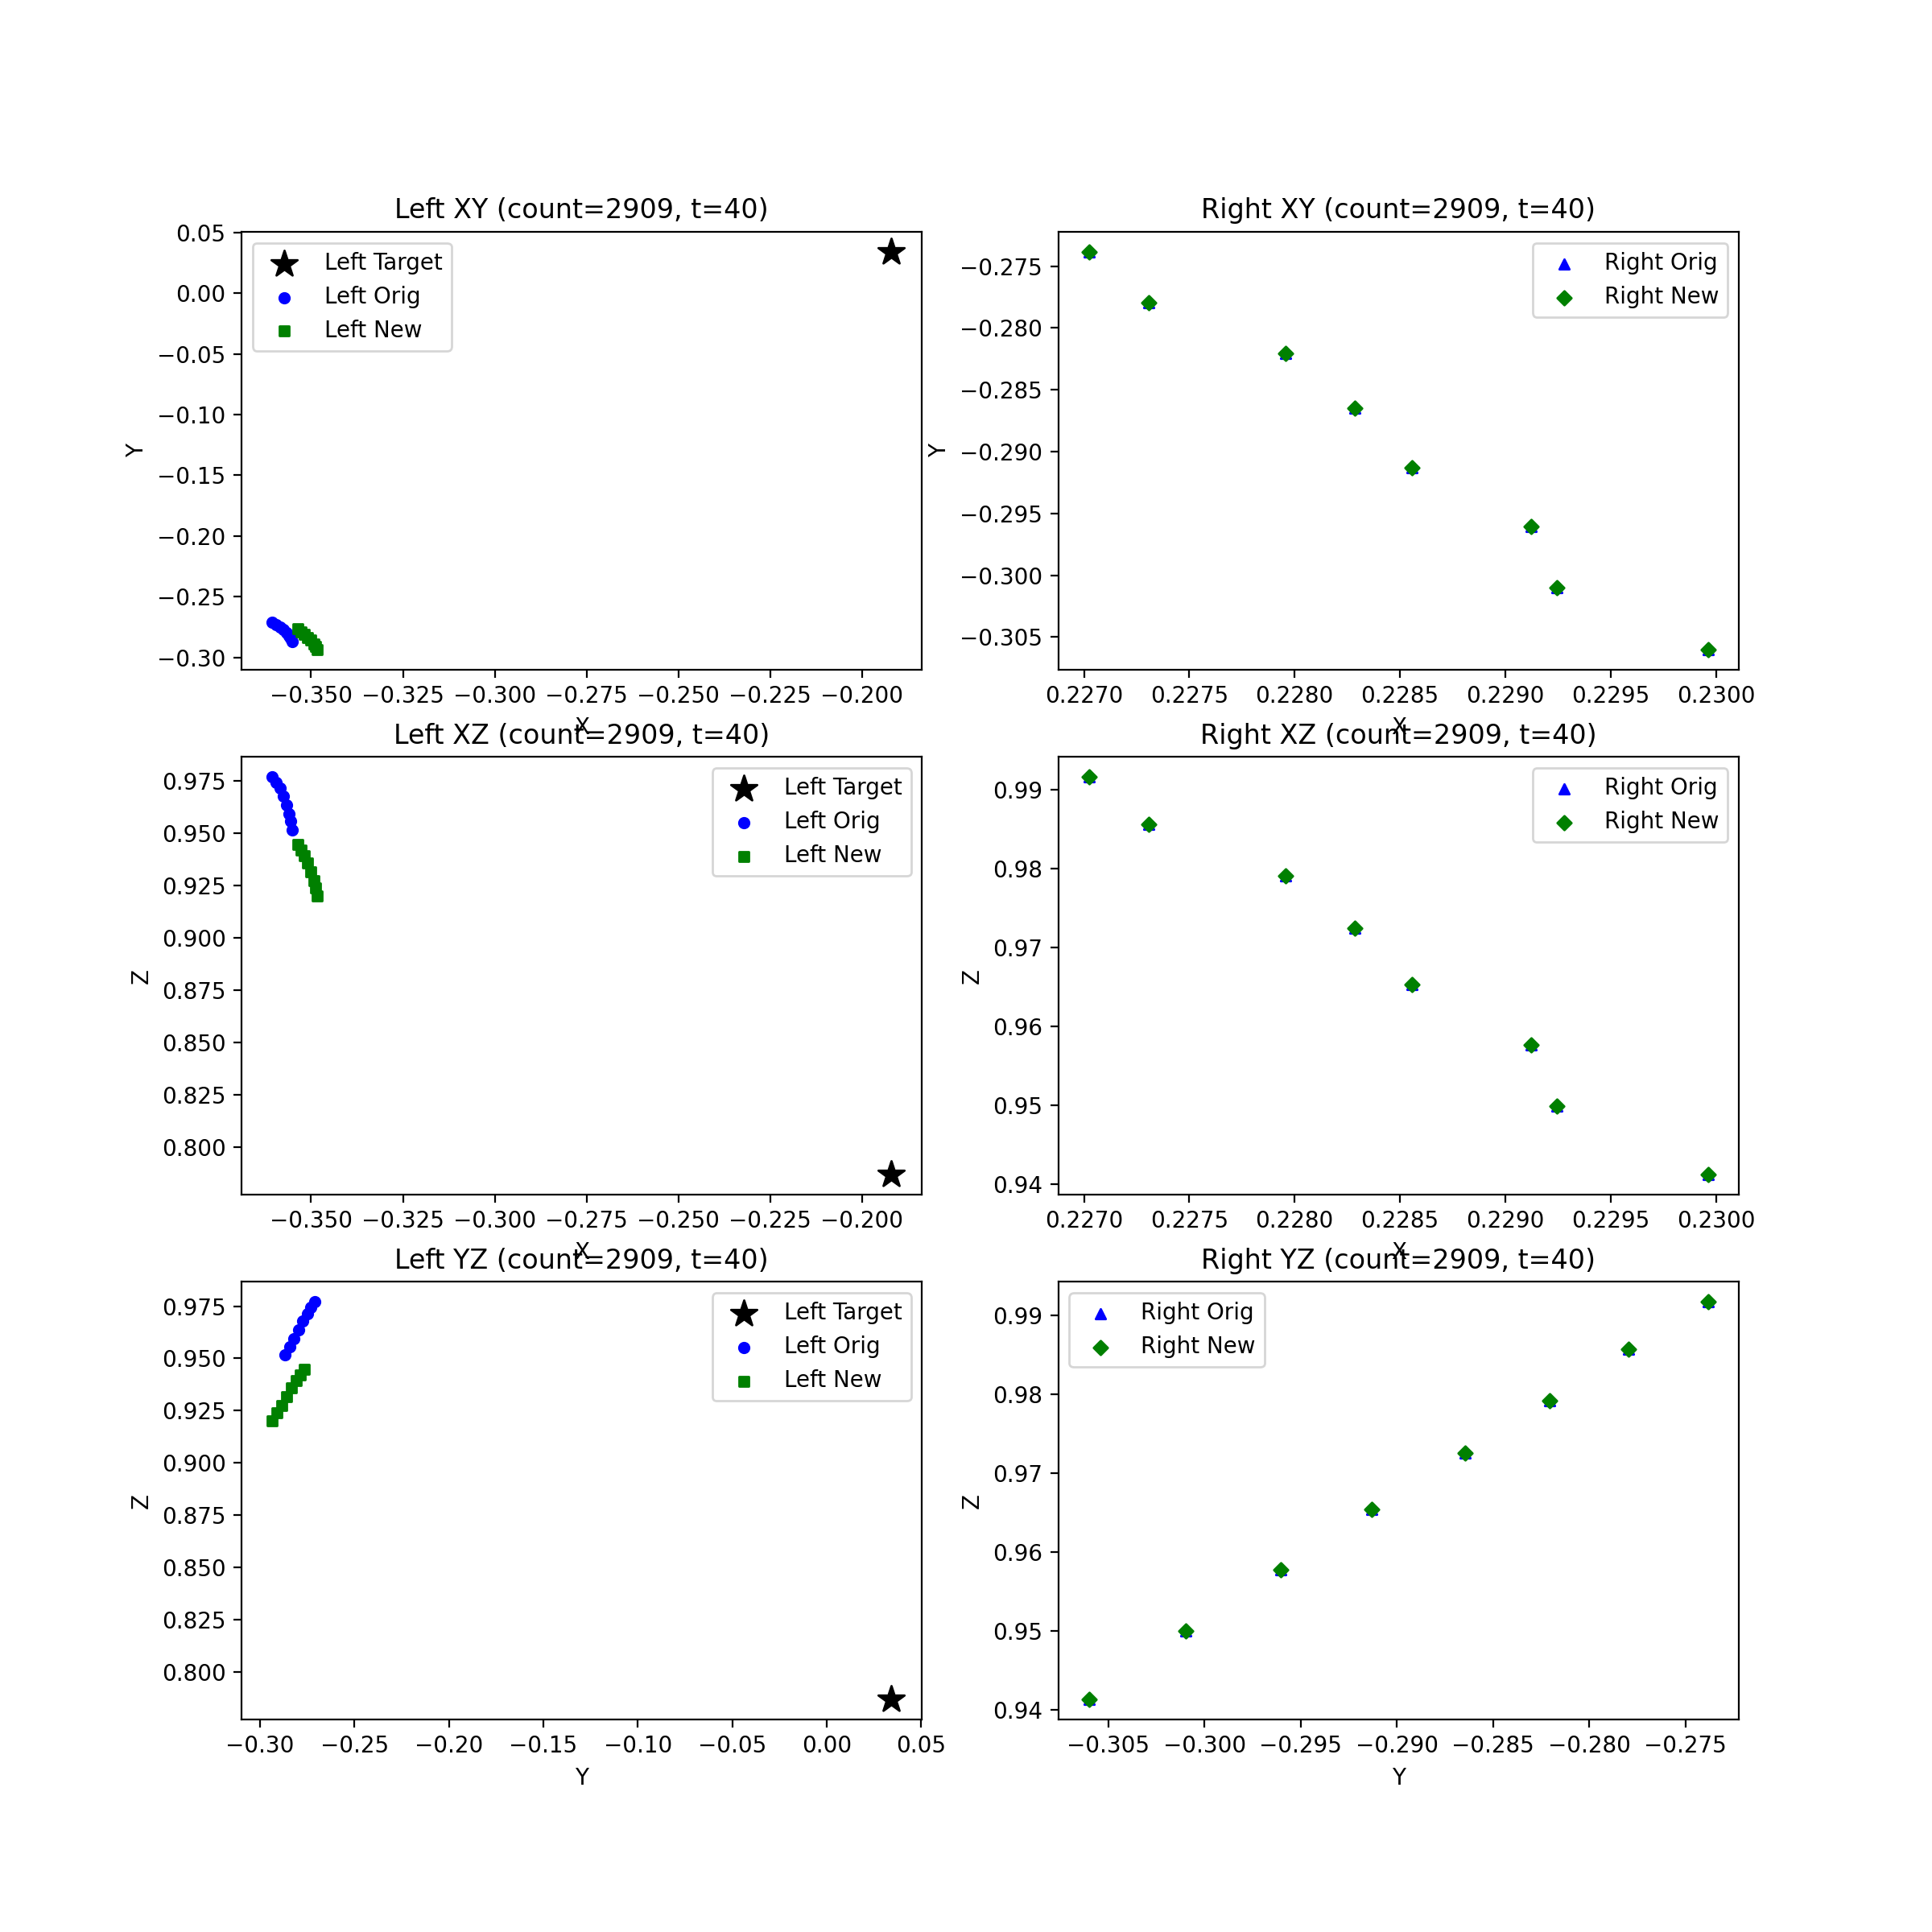 Left XY (count=2909, t=40)
0.05
0.00
−0.05
−0.10
−0.15
−0.20
−0.25
−0.30
Y
Left Target
Left Orig
Left New
−0.350 −0.325 −0.300 −0.275 −0.250 −0.225 −0.200
X
Right XY (count=2909, t=40)
−0.275
−0.280
−0.285
−0.290
−0.295
−0.300
−0.305
Y
Right Orig
Right New
0.2270 0.2275 0.2280 0.2285 0.2290 0.2295 0.2300
X
Left XZ (count=2909, t=40)
0.975
0.950
0.925
0.900
0.875
0.850
0.825
0.800
Z
Left Target
Left Orig
Left New
−0.350 −0.325 −0.300 −0.275 −0.250 −0.225 −0.200
X
Right XZ (count=2909, t=40)
0.99
0.98
0.97
0.96
0.95
0.94
Z
Right Orig
Right New
0.2270 0.2275 0.2280 0.2285 0.2290 0.2295 0.2300
X
Left YZ (count=2909, t=40)
0.975
0.950
0.925
0.900
0.875
0.850
0.825
0.800
Z
Left Target
Left Orig
Left New
−0.30 −0.25 −0.20 −0.15 −0.10 −0.05 0.00 0.05
Y
Right YZ (count=2909, t=40)
0.99
0.98
0.97
0.96
0.95
0.94
Z
Right Orig
Right New
−0.305 −0.300 −0.295 −0.290 −0.285 −0.280 −0.275
Y